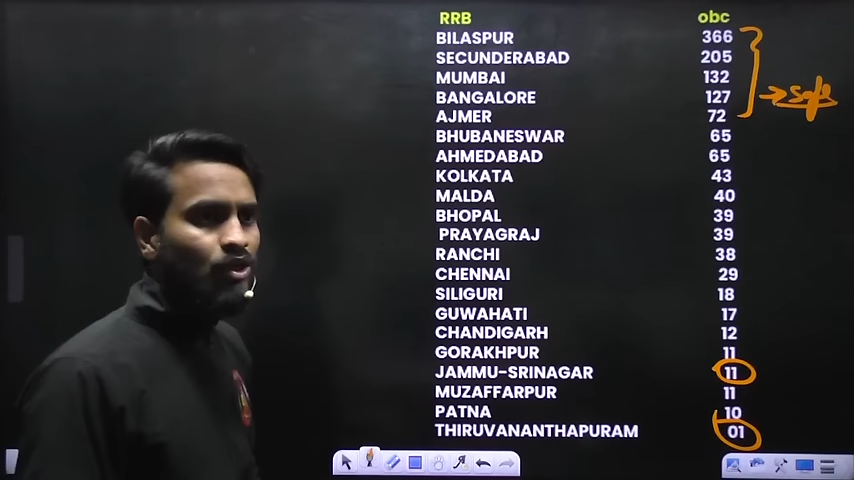 RRB obc
BILASPUR 366
SECUNDERABAD 205
MUMBAI 132
BANGALORE 127
AJMER 72
BHUBANESWAR 65
AHMEDABAD 65
KOLKATA 43
MALDA 40
BHOPAL 39
PRAYAGRAJ 39
RANCHI 38
CHENNAI 29
SILIGURI 18
GUWAHATI 17
CHANDIGARH 12
GORAKHPUR 11
JAMMU-SRINAGAR 11
MUZAFFARPUR 11
PATNA 10
THIRUVANANTHAPURAM 01
safe